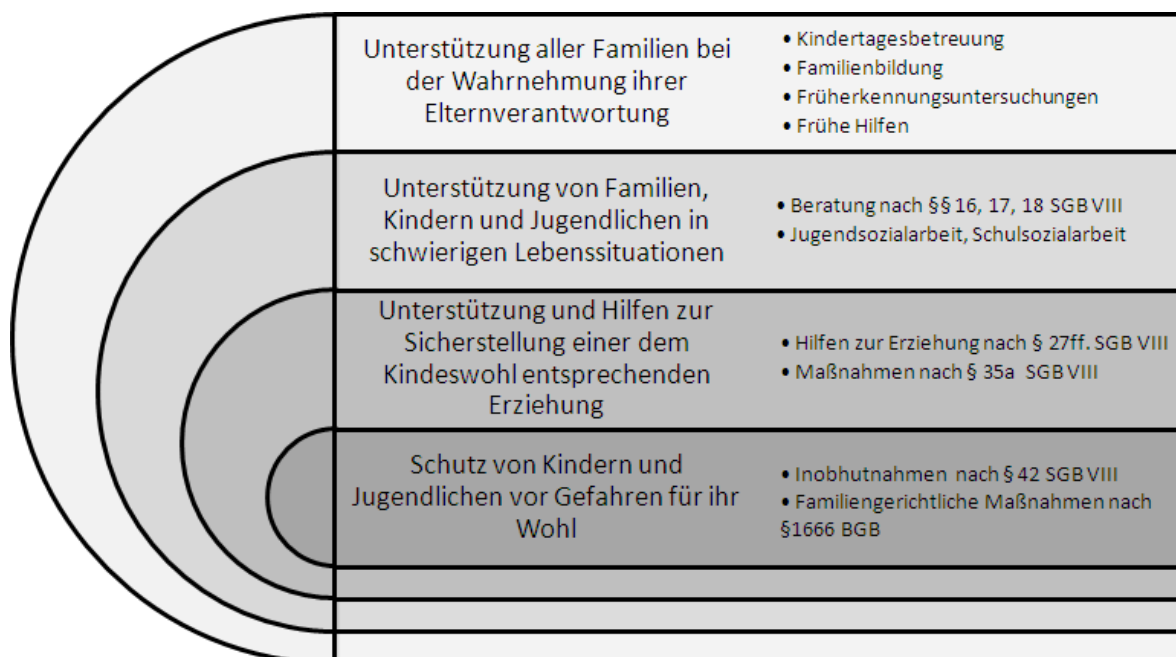 Unterstützung aller Familien bei
der Wahrnehmung ihrer
Elternverantwortung
• Kindertagesbetreuung
• Familienbildung
• Früherkennungsuntersuchungen
• Frühe Hilfen
Unterstützung von Familien,
Kindern und Jugendlichen in
schwierigen Lebenssituationen
• Beratung nach §§ 16, 17, 18 SGB VIII
• Jugendsozialarbeit, Schulsozialarbeit
Unterstützung und Hilfen zur
Sicherstellung einer dem
Kindeswohl entsprechenden
Erziehung
• Hilfen zur Erziehung nach § 27ff. SGB VIII
• Maßnahmen nach § 35a SGB VIII
Schutz von Kindern und
Jugendlichen vor Gefahren für ihr
Wohl
• Inobhutnahmen nach § 42 SGB VIII
• Familiengerichtliche Maßnahmen nach
§1666 BGB